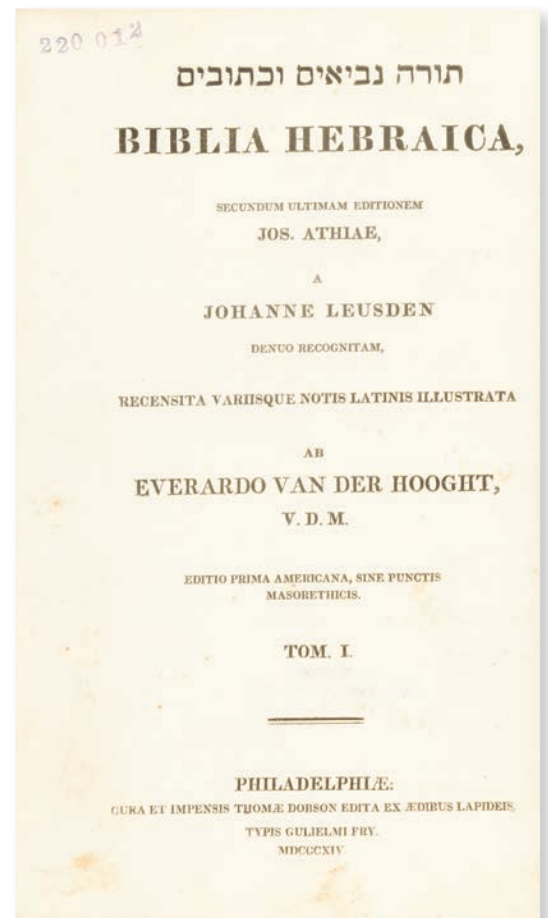 220 012
תורה נביאים וכתובים
BIBLIA HEBRAICA,
SECUNDUM ULTIMAM EDITIONEM
JOS. ATHIAE,
A
JOHANNE LEUSDEN
DENUO RECOGNITAM,
RECENSITA VARIISQUE NOTIS LATINIS ILLUSTRATA
AB
EVERARDO VAN DER HOOGHT,
V. D. M.
EDITIO PRIMA AMERICANA, SINE PUNCTIS
MASORETHICIS.
TOM. I.
PHILADELPHIÆ:
CURA ET IMPENSIS THOMÆ DOBSON EDITA EX ÆDIBUS LAPIDEIS.
TYPIS GULIELMI FRY.
MDCCCXIV.